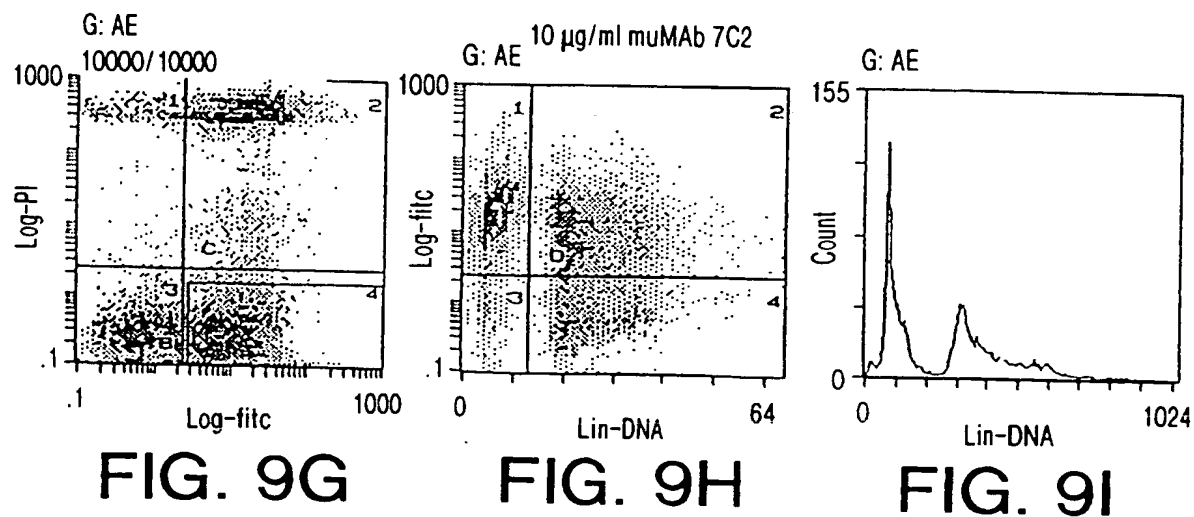 G: AE
10000/10000
1000
1
2
C
3
4
B
.1
.1
1000
Log-PI
Log-fitc
FIG. 9G
10 µg/ml muMAb 7C2
G: AE
1000
1
2
D
3
4
.1
0
64
Log-fitc
Lin-DNA
FIG. 9H
G: AE
155
Count
0
0
1024
Lin-DNA
FIG. 9I